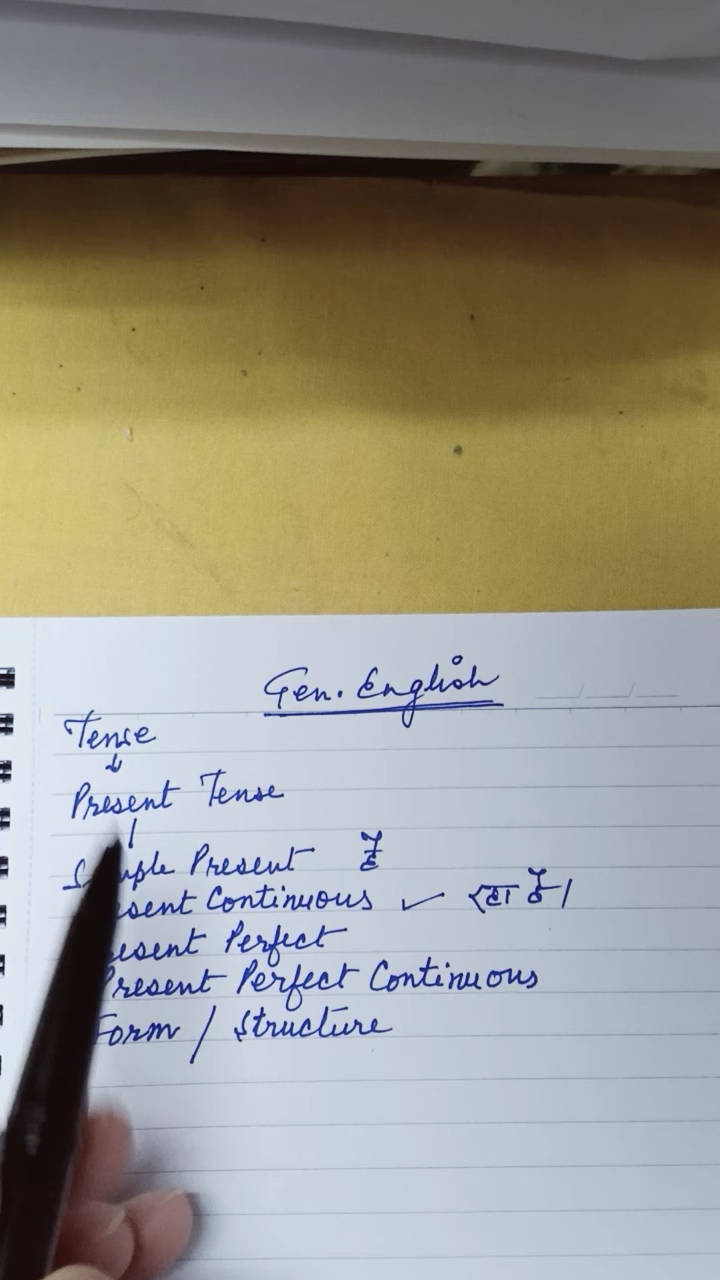 Gen. English
Tense
↓
Present Tense
Simple Present है
Present Continuous ✓ रहा है।
Present Perfect
Present Perfect Continuous
Form / Structure